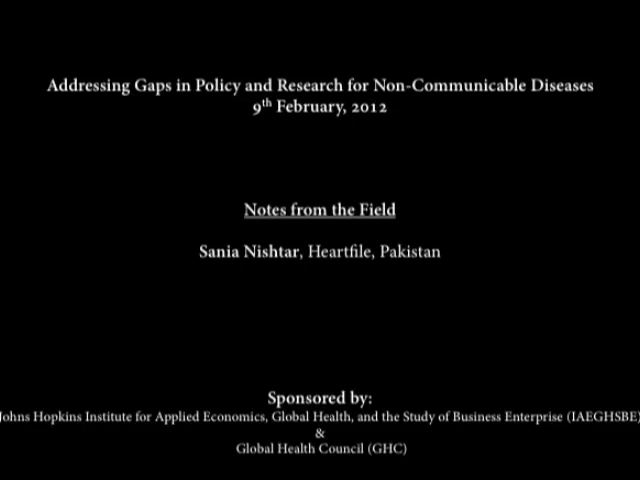 Addressing Gaps in Policy and Research for Non-Communicable Diseases
9th February, 2012
Notes from the Field
Sania Nishtar, Heartfile, Pakistan
Sponsored by:
Johns Hopkins Institute for Applied Economics, Global Health, and the Study of Business Enterprise (IAEGHSBE)
&
Global Health Council (GHC)